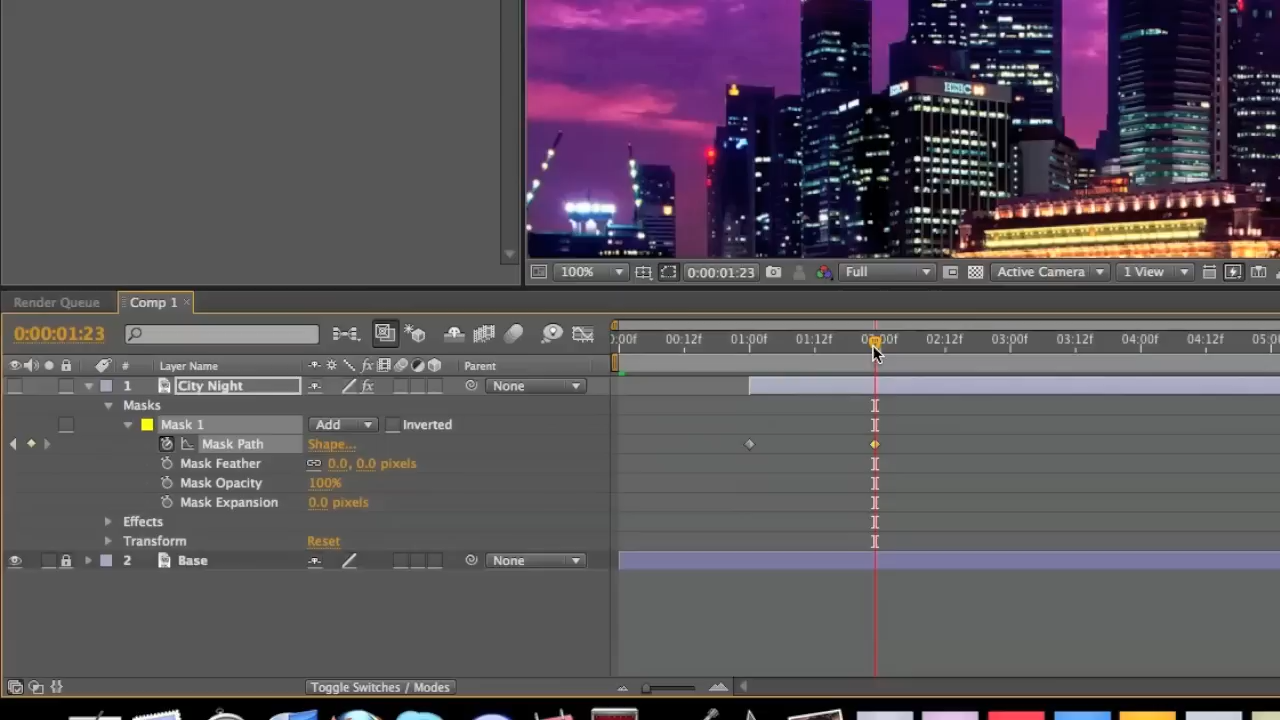 HSBC
100%
0:00:01:23
Full
Active Camera
1 View
Render Queue
Comp 1
0:00:01:23
:00f 00:12f 01:00f 01:12f 02:00f 02:12f 03:00f 03:12f 04:00f 04:12f 05:00
# Layer Name fx Parent
1 City Night fx None
Masks
Mask 1 Add Inverted
Mask Path Shape...
Mask Feather 0.0, 0.0 pixels
Mask Opacity 100%
Mask Expansion 0.0 pixels
Effects
Transform Reset
2 Base None
Toggle Switches / Modes